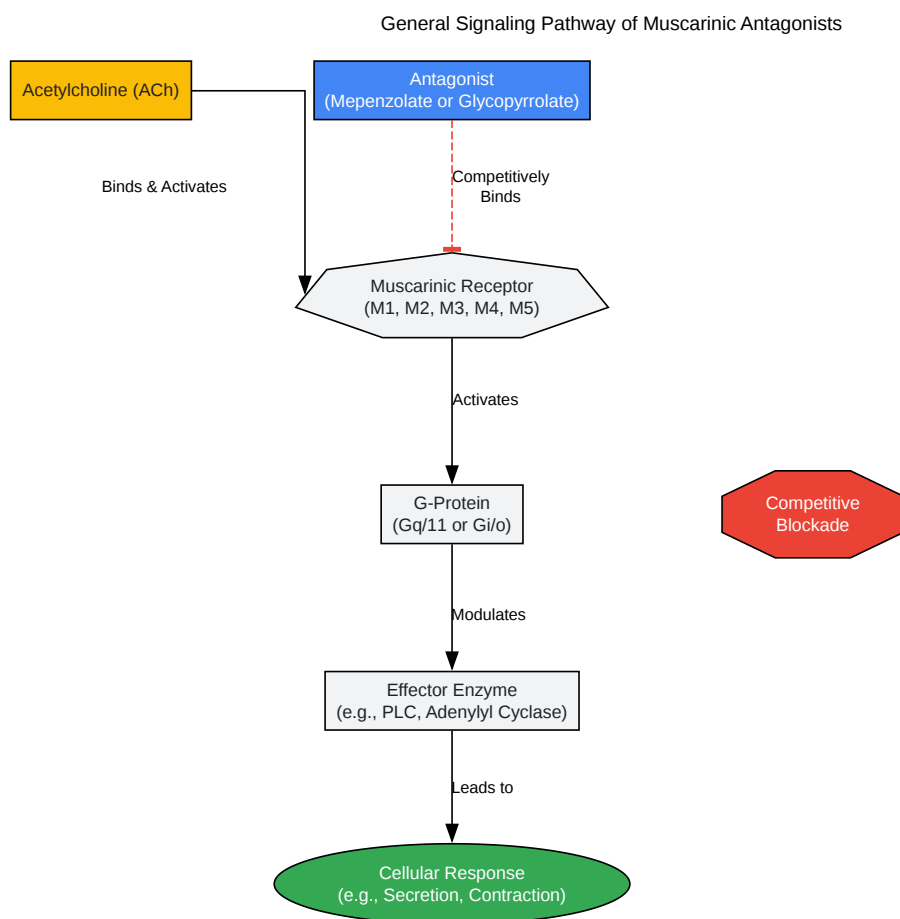 General Signaling Pathway of Muscarinic Antagonists
Acetylcholine (ACh)
Antagonist
(Mepenzolate or Glycopyrrolate)
Binds & Activates
Competitively
Binds
Muscarinic Receptor
(M1, M2, M3, M4, M5)
Activates
G-Protein
(Gq/11 or Gi/o)
Competitive
Blockade
Modulates
Effector Enzyme
(e.g., PLC, Adenylyl Cyclase)
Leads to
Cellular Response
(e.g., Secretion, Contraction)